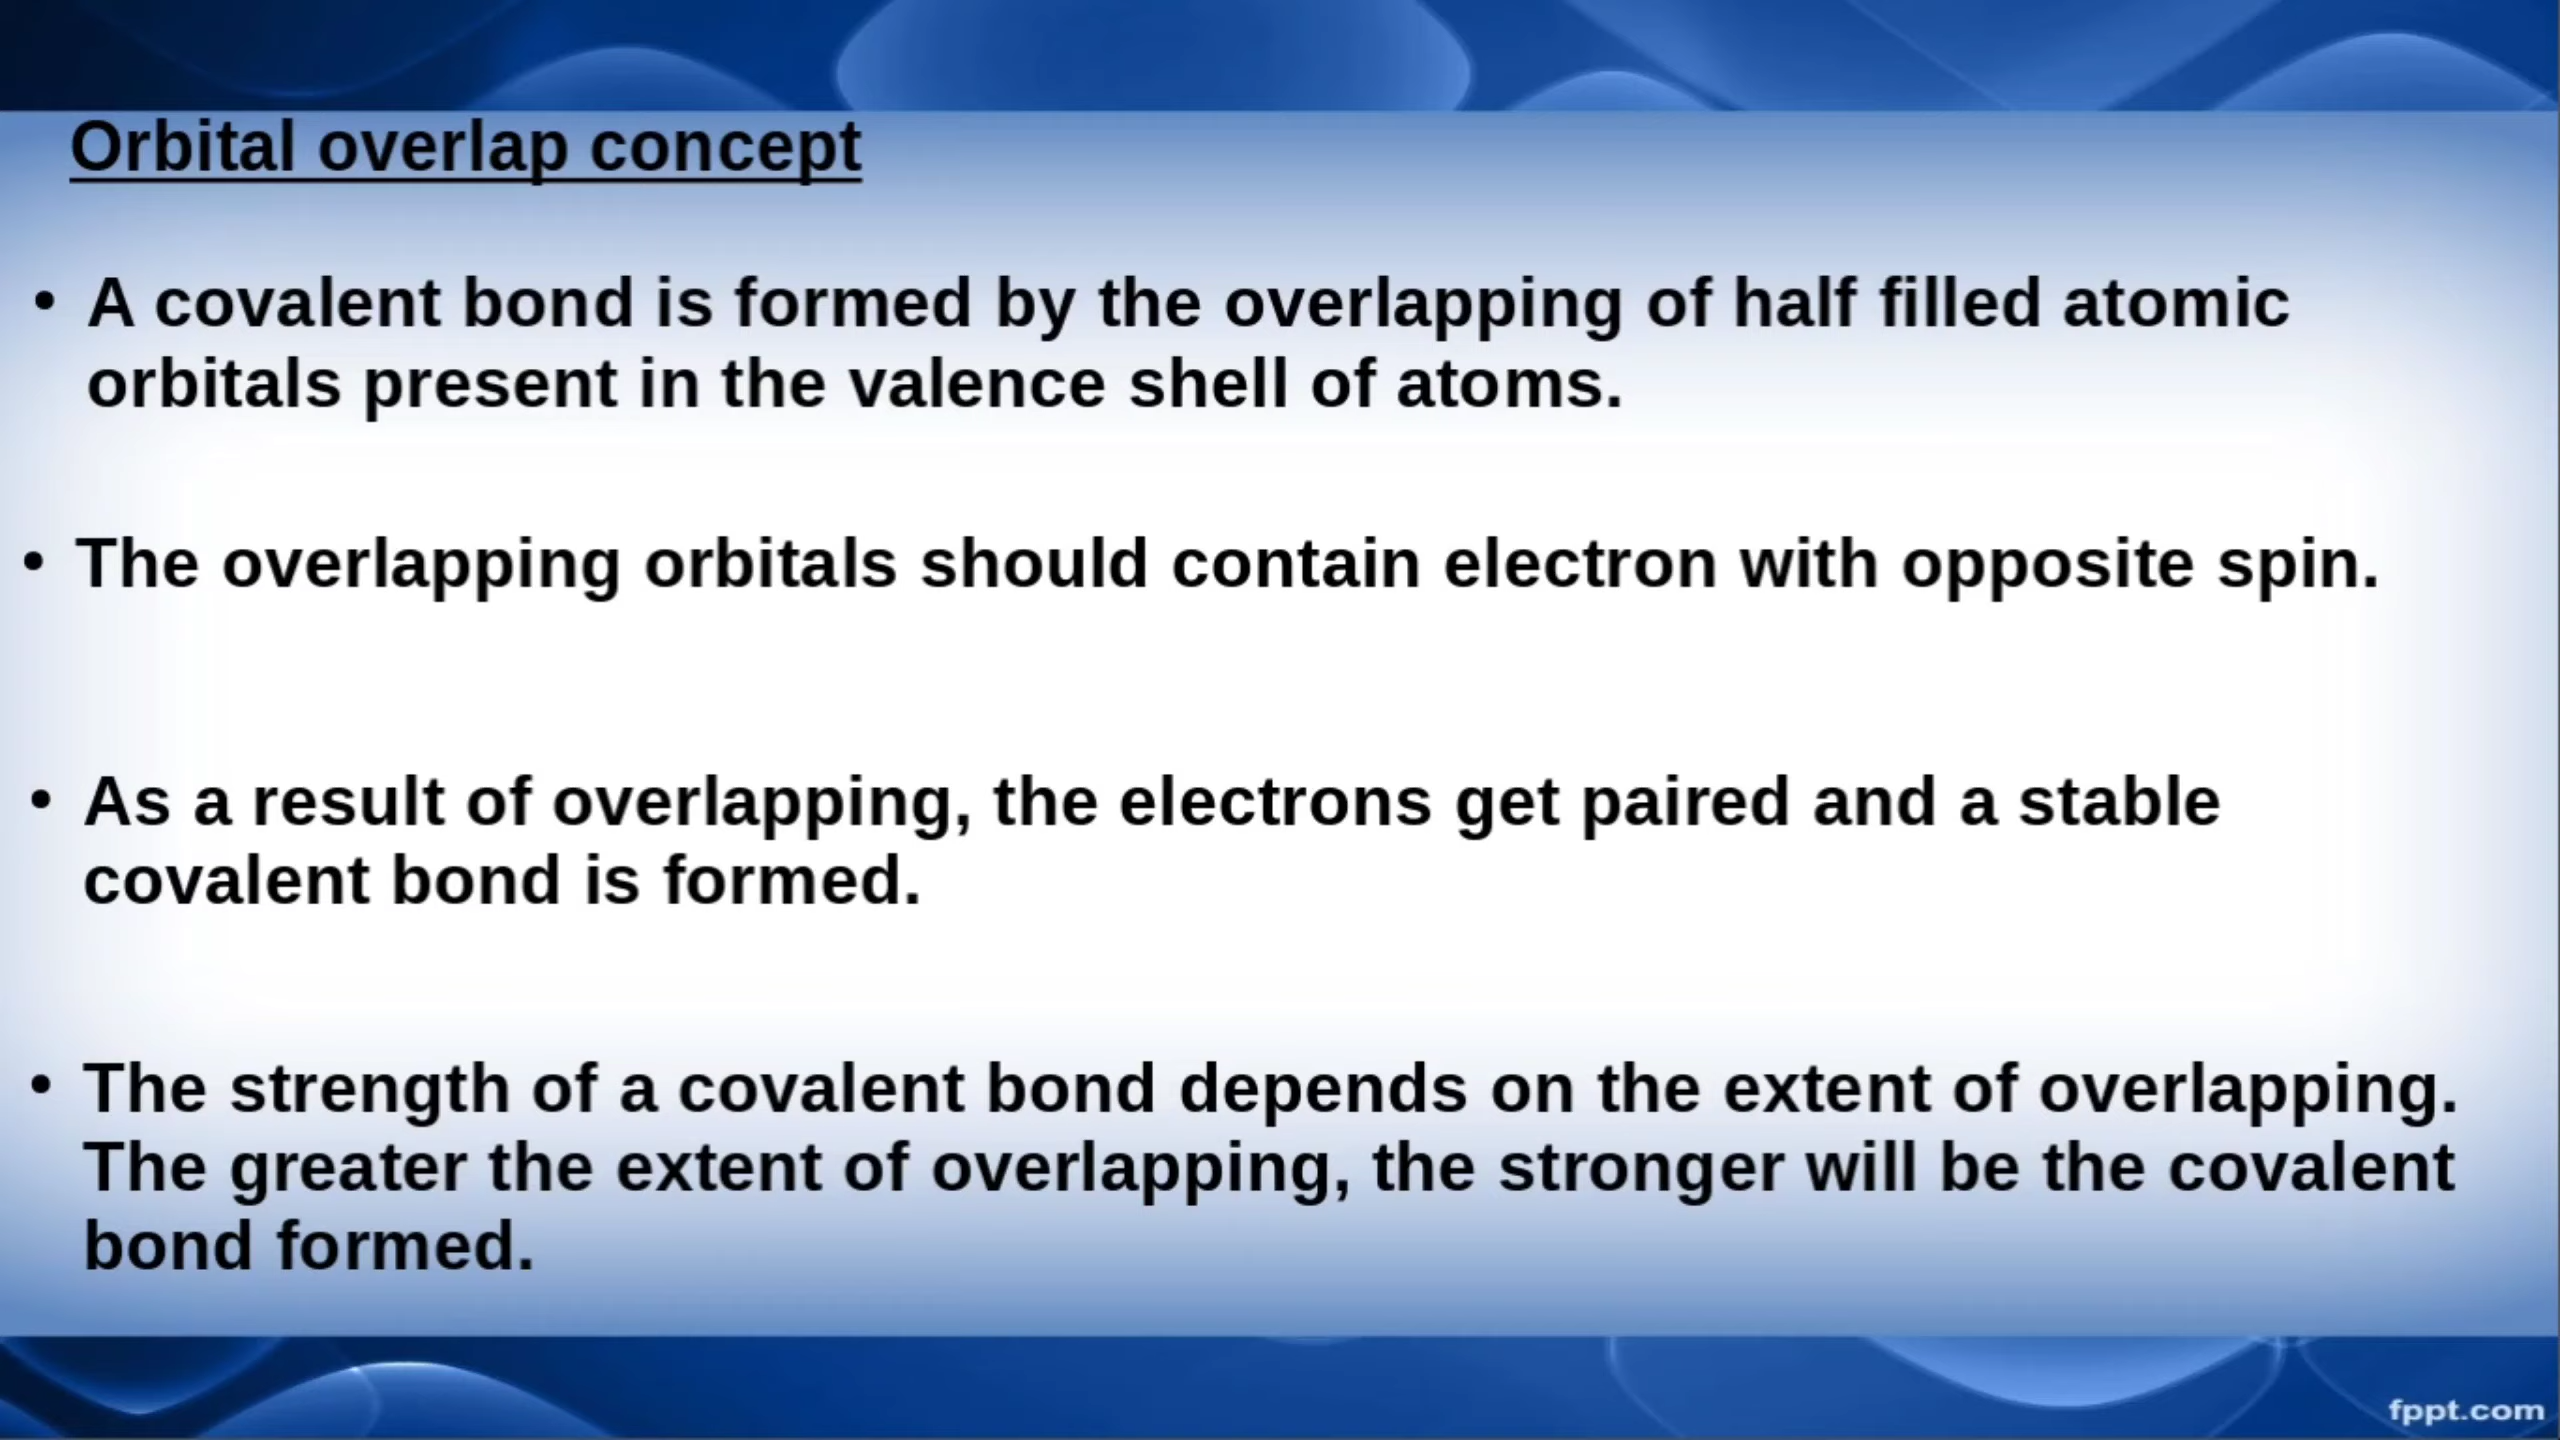 Orbital overlap concept
• A covalent bond is formed by the overlapping of half filled atomic
orbitals present in the valence shell of atoms.
• The overlapping orbitals should contain electron with opposite spin.
• As a result of overlapping, the electrons get paired and a stable
covalent bond is formed.
• The strength of a covalent bond depends on the extent of overlapping.
The greater the extent of overlapping, the stronger will be the covalent
bond formed.
fppt.com